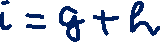 i = g + h